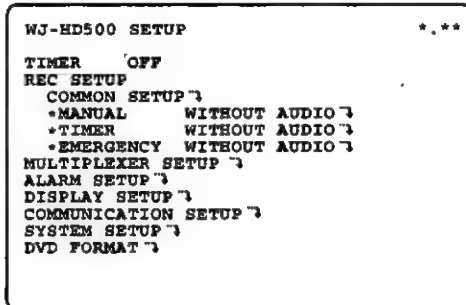 WJ-HD500 SETUP *.**
TIMER OFF
REC SETUP
COMMON SETUP↴
*MANUAL WITHOUT AUDIO↴
*TIMER WITHOUT AUDIO↴
*EMERGENCY WITHOUT AUDIO↴
MULTIPLEXER SETUP↴
ALARM SETUP↴
DISPLAY SETUP↴
COMMUNICATION SETUP↴
SYSTEM SETUP↴
DVD FORMAT↴